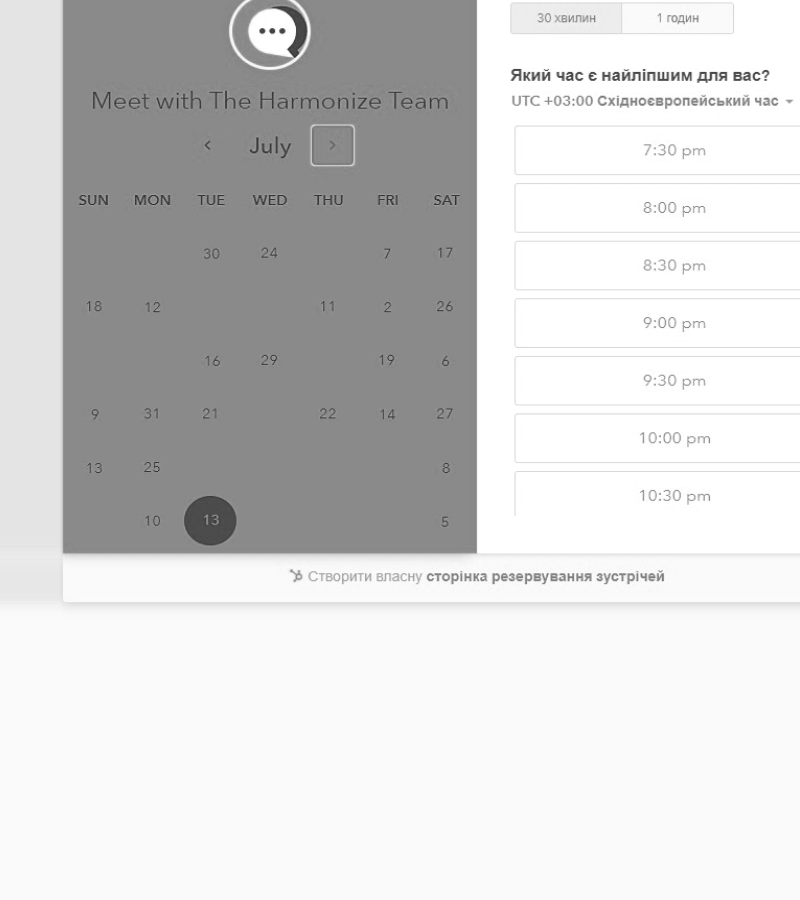 Meet with The Harmonize Team
July
SUN MON TUE WED THU FRI SAT
30 24 7 17
18 12 11 2 26
16 29 19 6
9 31 21 22 14 27
13 25 8
10 13 5
30 хвилин 1 годин
Який час є найліпшим для вас?
UTC +03:00 Східноєвропейський час
7:30 pm
8:00 pm
8:30 pm
9:00 pm
9:30 pm
10:00 pm
10:30 pm
Створити власну сторінка резервування зустрічей